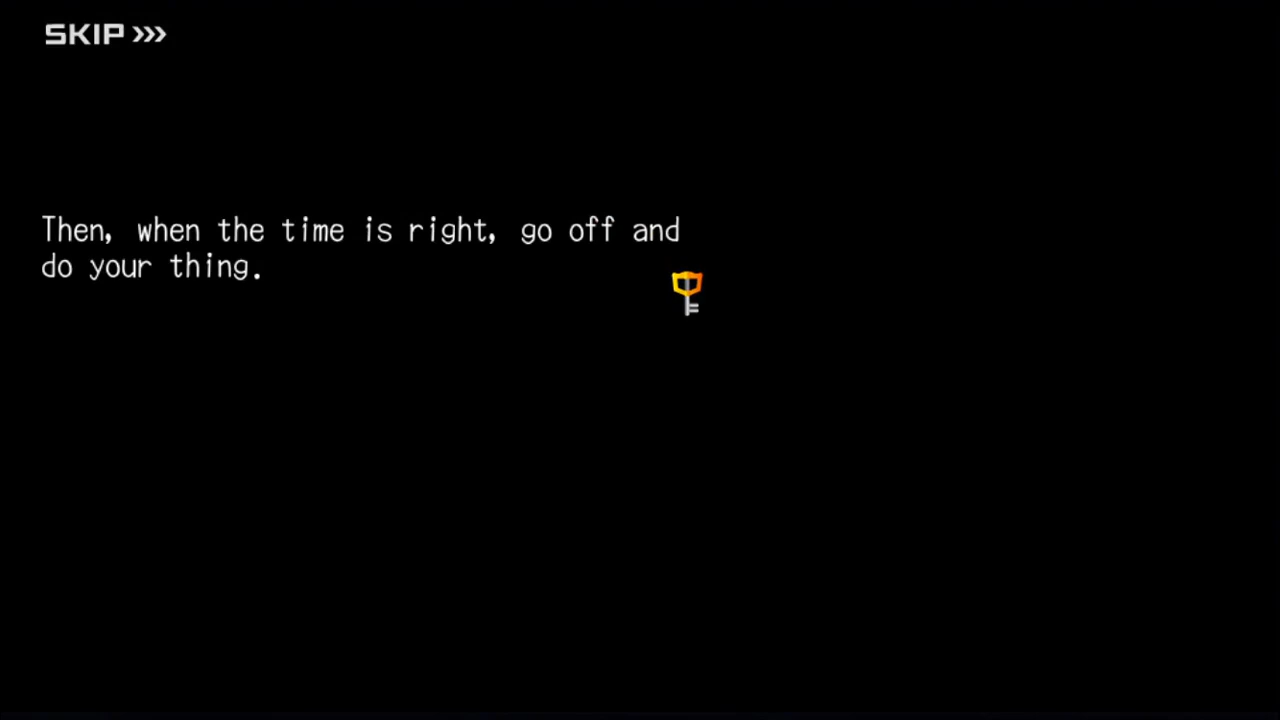 SKIP >>>
Then, when the time is right, go off and
do your thing.